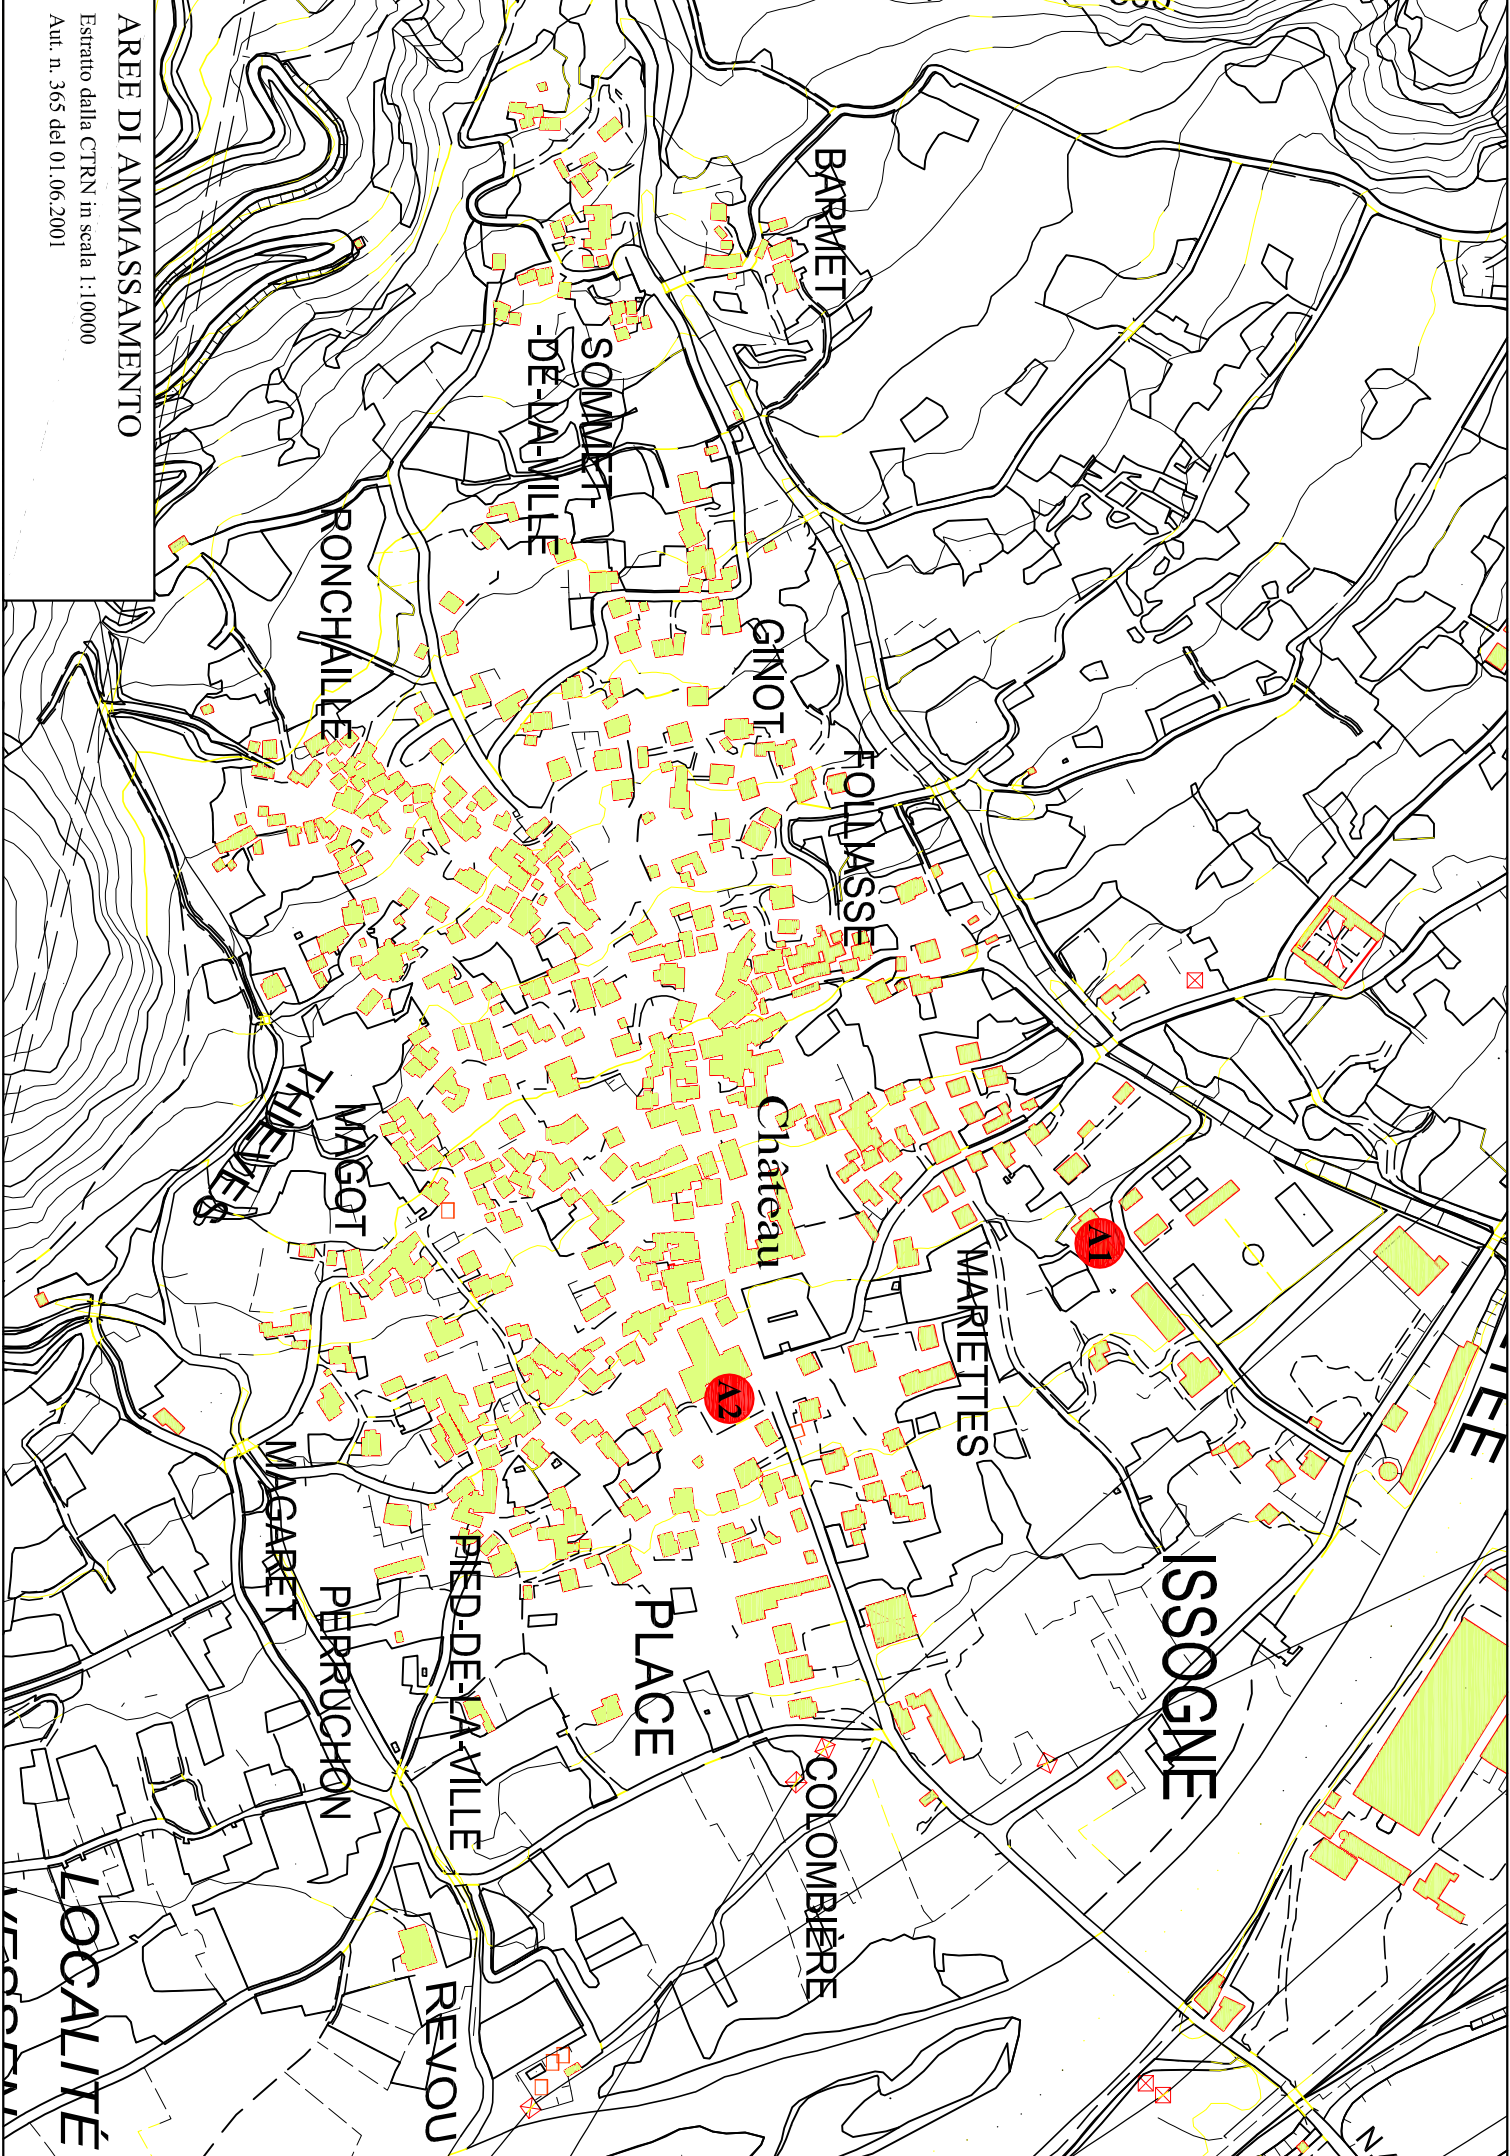 AREE DI AMMASSAMENTO
Estratto dalla CTRN in scala 1:10000
Aut. n. 365 del 01.06.2001
BARMET
SOMMET-
-DE-LA-VILLE
RONCHAILLE
GINOT
FOLLIASSE
Château
MAGOT
MARIETTES
A1
A2
ISSOGNE
PLACE
MAGARET
PERRUCHON
PIED-DE-LA-VILLE
COLOMBIÈRE
REVOU
LOCALITÉ